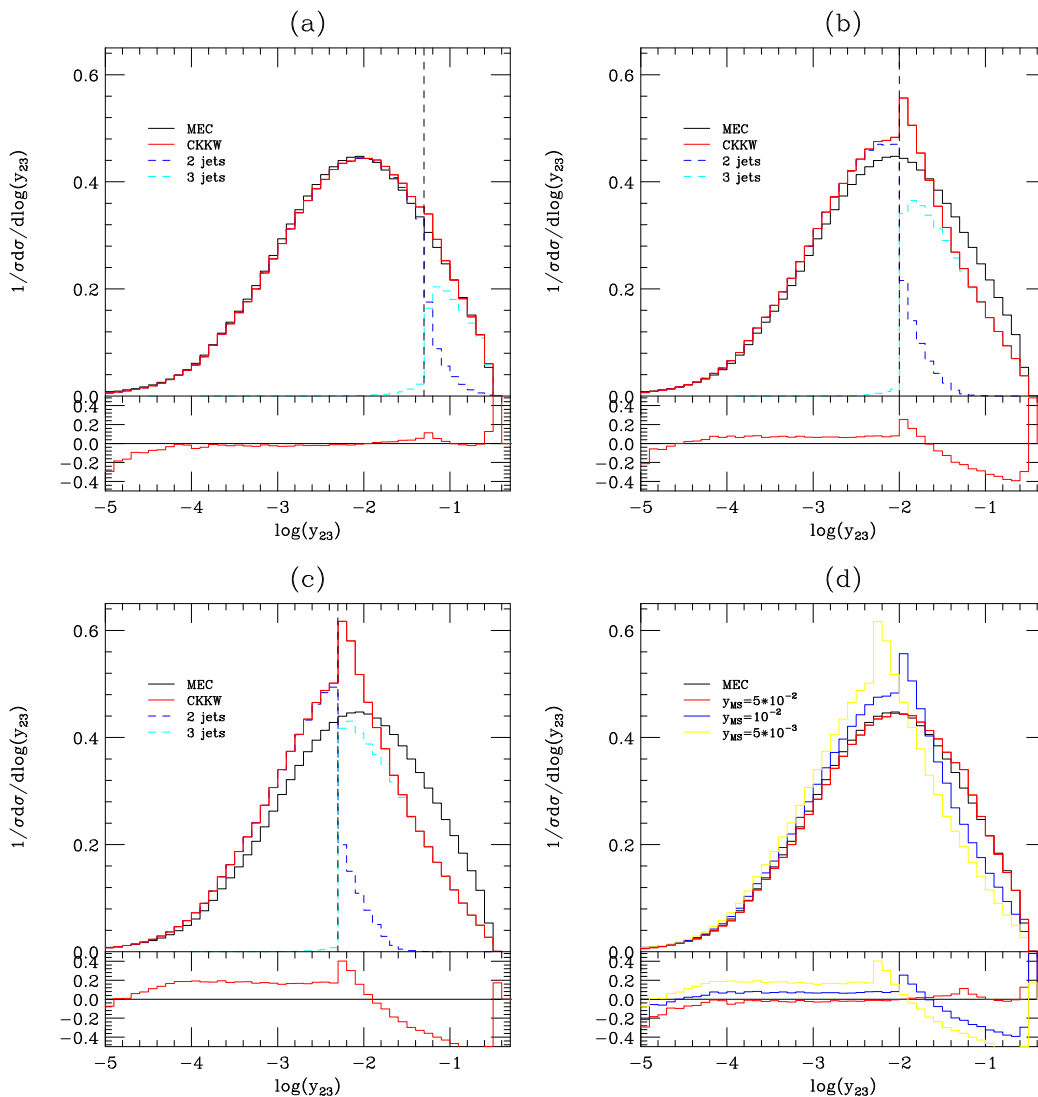 (a)
1/σdσ/dlog(y₂₃)
0.6
0.4
0.2
0.0
MEC
CKKW
2 jets
3 jets
0.4
0.2
0.0
−0.2
−0.4
−5 −4 −3 −2 −1
log(y₂₃)
(b)
1/σdσ/dlog(y₂₃)
0.6
0.4
0.2
0.0
MEC
CKKW
2 jets
3 jets
0.4
0.2
0.0
−0.2
−0.4
−5 −4 −3 −2 −1
log(y₂₃)
(c)
1/σdσ/dlog(y₂₃)
0.6
0.4
0.2
0.0
MEC
CKKW
2 jets
3 jets
0.4
0.2
0.0
−0.2
−0.4
−5 −4 −3 −2 −1
log(y₂₃)
(d)
1/σdσ/dlog(y₂₃)
0.6
0.4
0.2
0.0
MEC
y_MS=5*10⁻²
y_MS=10⁻²
y_MS=5*10⁻³
0.4
0.2
0.0
−0.2
−0.4
−5 −4 −3 −2 −1
log(y₂₃)